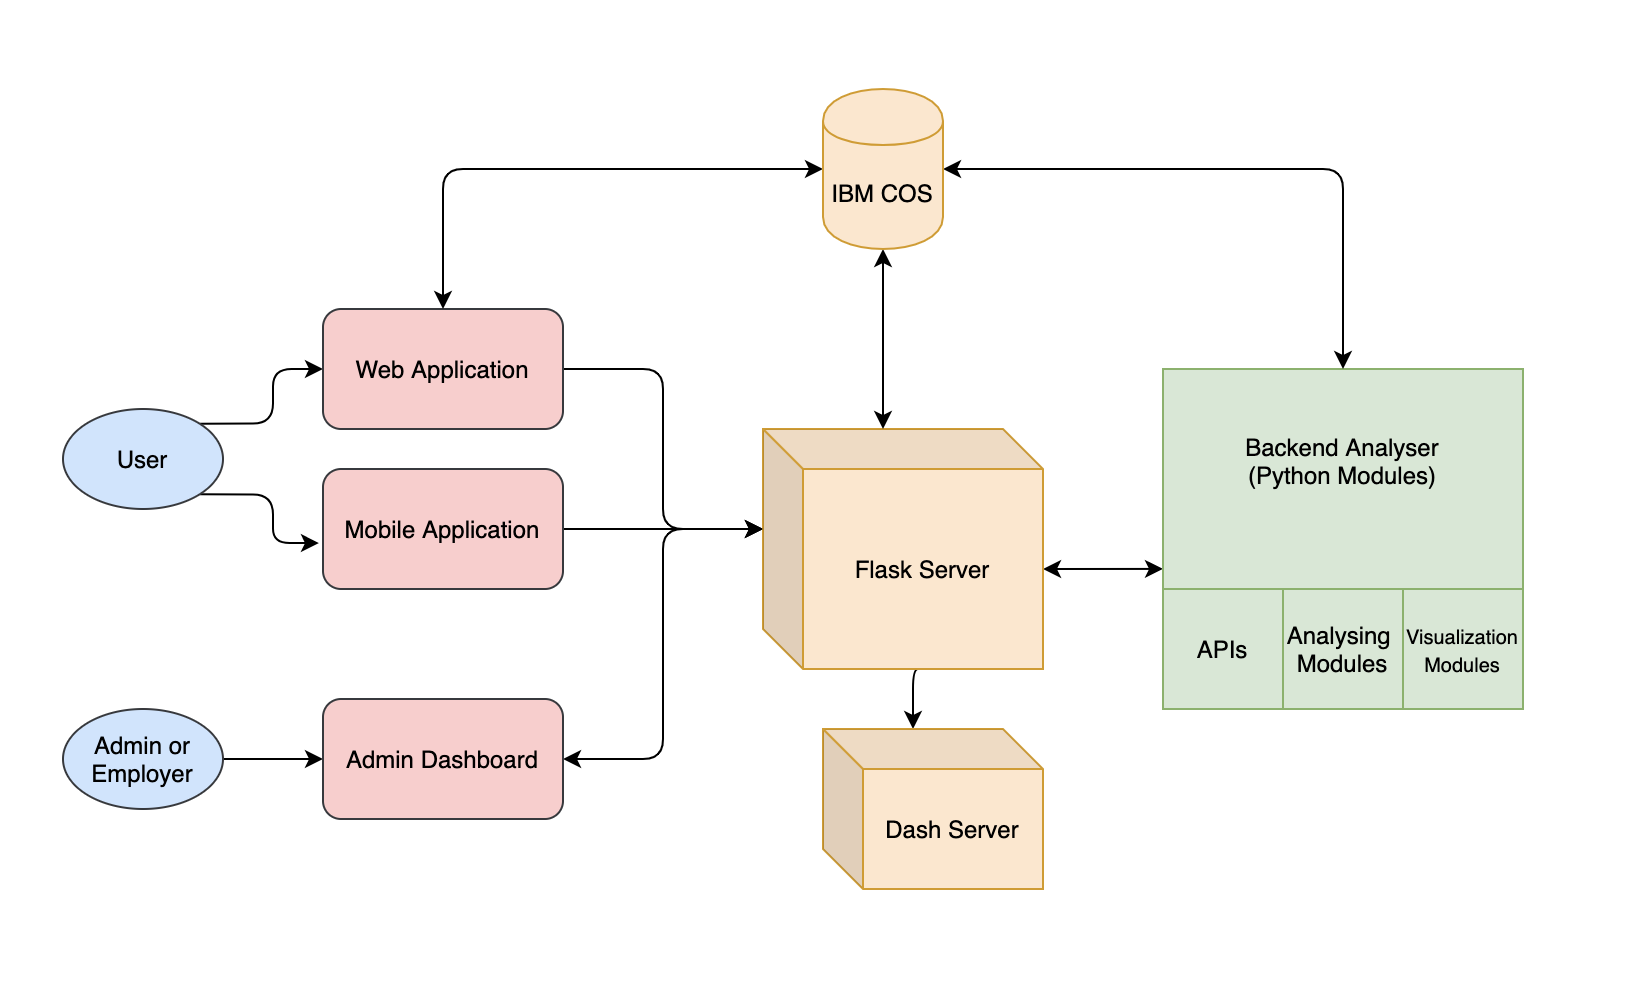 IBM COS
Web Application
User
Mobile Application
Admin or
Employer
Admin Dashboard
Flask Server
Dash Server
Backend Analyser
(Python Modules)
APIs
Analysing
Modules
Visualization
Modules